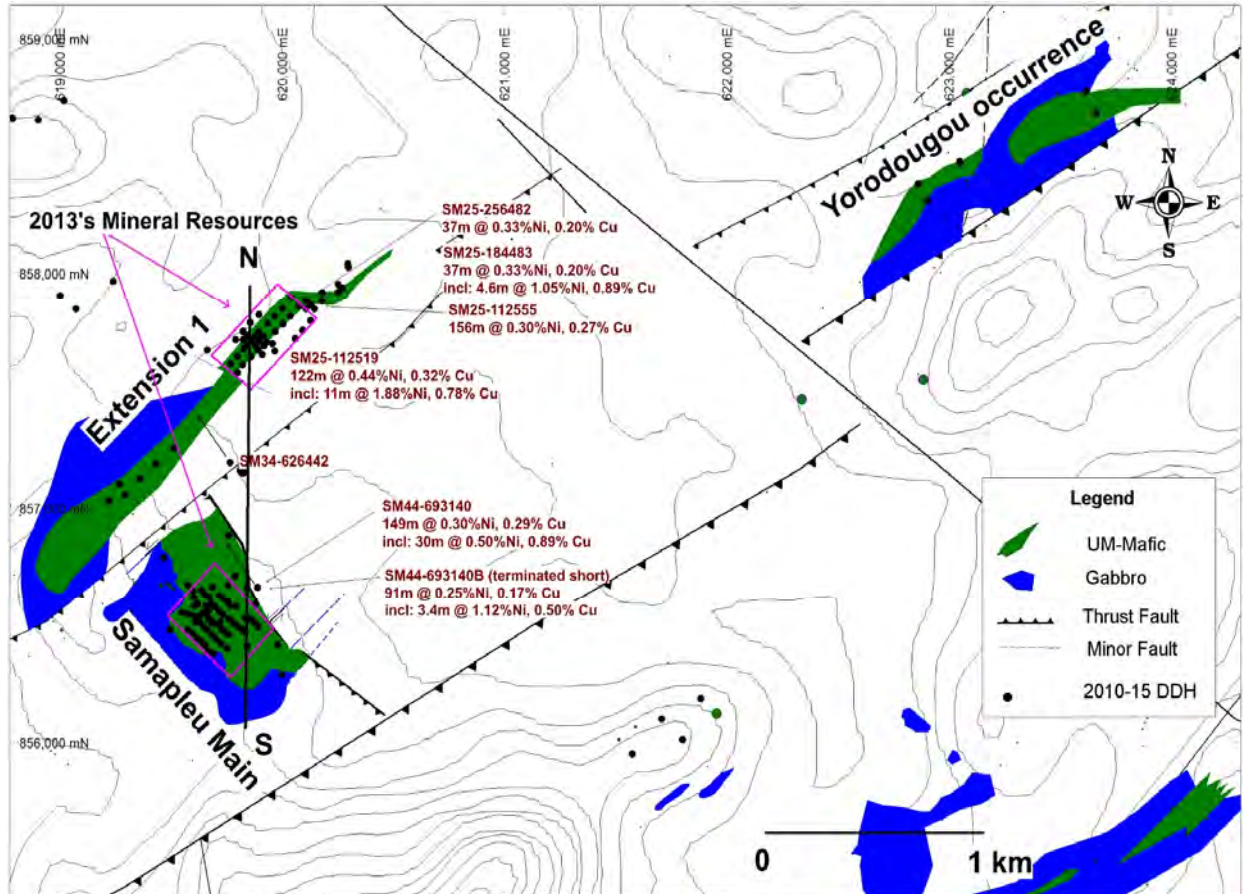 859,000 mN
619,000 mE
620,000 mE
621,000 mE
622,000 mE
623,000 mE
624,000 mE
Yorodougou occurrence
N
W
E
S
2013's Mineral Resources
N
858,000 mN
SM25-256482
37m @ 0.33%Ni, 0.20% Cu
SM25-184483
37m @ 0.33%Ni, 0.20% Cu
incl: 4.6m @ 1.05%Ni, 0.89% Cu
SM25-112555
156m @ 0.30%Ni, 0.27% Cu
SM25-112519
122m @ 0.44%Ni, 0.32% Cu
incl: 11m @ 1.88%Ni, 0.78% Cu
Extension 1
SM34-626442
857,000 mN
SM44-693140
149m @ 0.30%Ni, 0.29% Cu
incl: 30m @ 0.50%Ni, 0.89% Cu
SM44-693140B (terminated short)
91m @ 0.25%Ni, 0.17% Cu
incl: 3.4m @ 1.12%Ni, 0.50% Cu
Samapleu Main
S
856,000 mN
Legend
UM-Mafic
Gabbro
Thrust Fault
Minor Fault
2010-15 DDH
0
1 km